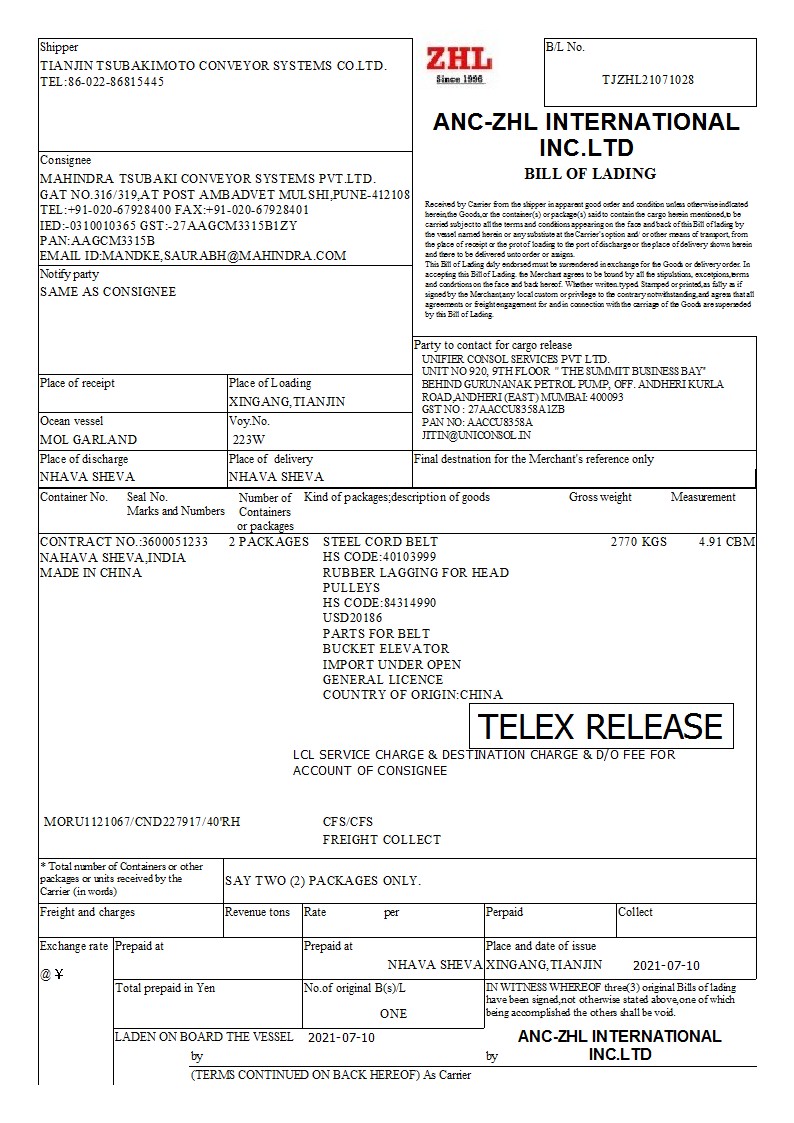 Shipper
TIANJIN TSUBAKIMOTO CONVEYOR SYSTEMS CO.LTD.
TEL:86-022-86815445
ZHL
Since 1996
B/L No.
TJZHL21071028
ANC-ZHL INTERNATIONAL
INC.LTD
BILL OF LADING
Consignee
MAHINDRA TSUBAKI CONVEYOR SYSTEMS PVT.LTD.
GAT NO.316/319,AT POST AMBADVET MULSHI,PUNE-412108
TEL:+91-020-67928400 FAX:+91-020-67928401
IED:-0310010365 GST:-27AAGCM3315B1ZY
PAN:AAGCM3315B
EMAIL ID:MANDKE,SAURABH@MAHINDRA.COM
Received by Carrier from the shipper in apparent good order and condition unless otherwise indicated
herein,the Goods,or the container(s) or package(s) said to contain the cargo herein mentioned,to be
carried subject to all the terms and conditions appearing on the face and back of this Bill of lading by
the vessel named herein or any substitute at the Carrier's option and/ or other means of transport, from
the place of receipt or the prot of loading to the port of discharge or the place of delivery shown herein
and there to be delivered unto order or assigns.
This Bill of Lading duly endorsed must be surrendered in exchange for the Goods or delivery order. In
accepting this Bill of Lading. the Merchant agrees to be bound by all the stipulations, exceptions,terms
and conditions on the face and back hereof. Whether written.typed. Stamped or printed,as fully as if
signed by the Merchant,any local custom or privilege to the contrary notwithstanding,and agrees that all
agreements or freight engagement for and in connection with the carriage of the Goods are superseded
by this Bill of Lading.
Notify party
SAME AS CONSIGNEE
Party to contact for cargo release
UNIFIER CONSOL SERVICES PVT LTD.
UNIT NO 920, 9TH FLOOR " THE SUMMIT BUSINESS BAY"
BEHIND GURUNANAK PETROL PUMP, OFF. ANDHERI KURLA
ROAD,ANDHERI (EAST) MUMBAI: 400093
GST NO : 27AACCU8358A1ZB
PAN NO: AACCU8358A
JITIN@UNICONSOL.IN
Place of receipt
Place of Loading
XINGANG,TIANJIN
Ocean vessel
MOL GARLAND
Voy.No.
223W
Place of discharge
NHAVA SHEVA
Place of delivery
NHAVA SHEVA
Final destnation for the Merchant's reference only
Container No.
Seal No.
Marks and Numbers
Number of
Containers
or packages
Kind of packages;description of goods
Gross weight
Measurement
CONTRACT NO.:3600051233
NAHAVA SHEVA,INDIA
MADE IN CHINA
2 PACKAGES
STEEL CORD BELT
HS CODE:40103999
RUBBER LAGGING FOR HEAD
PULLEYS
HS CODE:84314990
USD20186
PARTS FOR BELT
BUCKET ELEVATOR
IMPORT UNDER OPEN
GENERAL LICENCE
COUNTRY OF ORIGIN:CHINA
2770 KGS
4.91 CBM
TELEX RELEASE
LCL SERVICE CHARGE & DESTINATION CHARGE & D/O FEE FOR
ACCOUNT OF CONSIGNEE
MORU1121067/CND227917/40'RH
CFS/CFS
FREIGHT COLLECT
* Total number of Containers or other
packages or units received by the
Carrier (in words)
SAY TWO (2) PACKAGES ONLY.
Freight and charges
Revenue tons
Rate
per
Perpaid
Collect
Exchange rate
@ ¥
Prepaid at
Prepaid at
NHAVA SHEVA
Place and date of issue
XINGANG,TIANJIN
2021-07-10
Total prepaid in Yen
No.of original B(s)/L
ONE
IN WITNESS WHEREOF three(3) original Bills of lading
have been signed,not otherwise stated above,one of which
being accomplished the others shall be void.
LADEN ON BOARD THE VESSEL 2021-07-10
by
by
ANC-ZHL INTERNATIONAL
INC.LTD
(TERMS CONTINUED ON BACK HEREOF) As Carrier